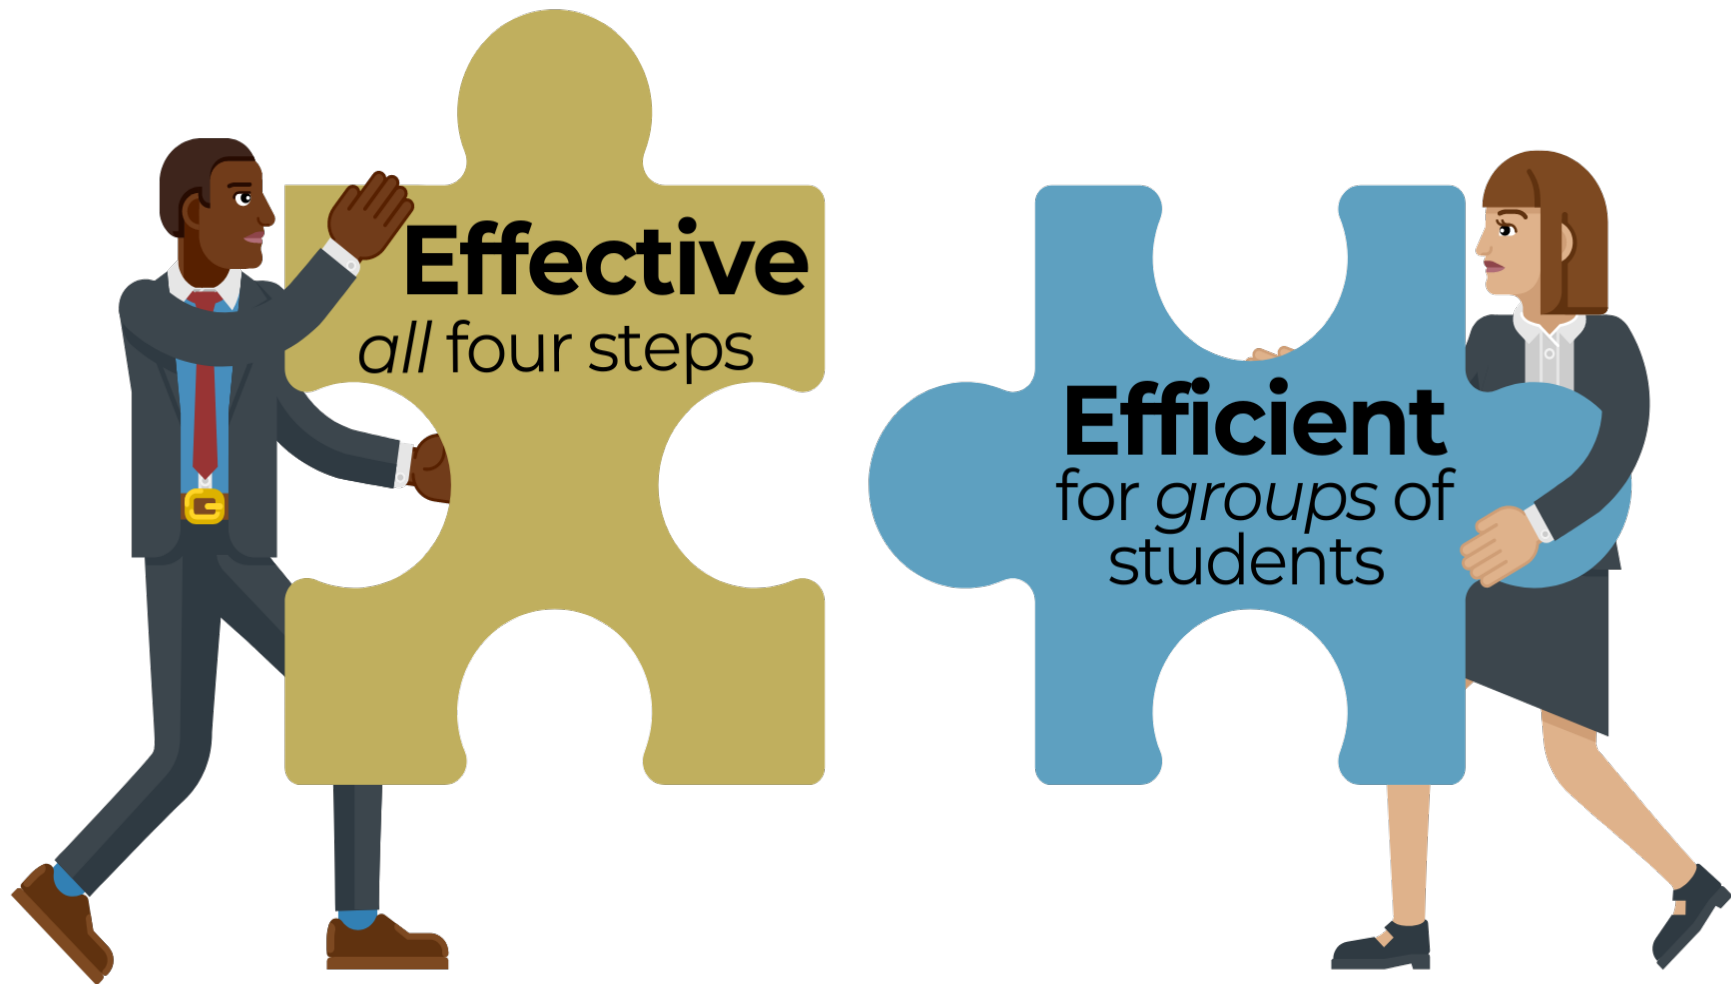 Effective
all four steps
Efficient
for groups of
students